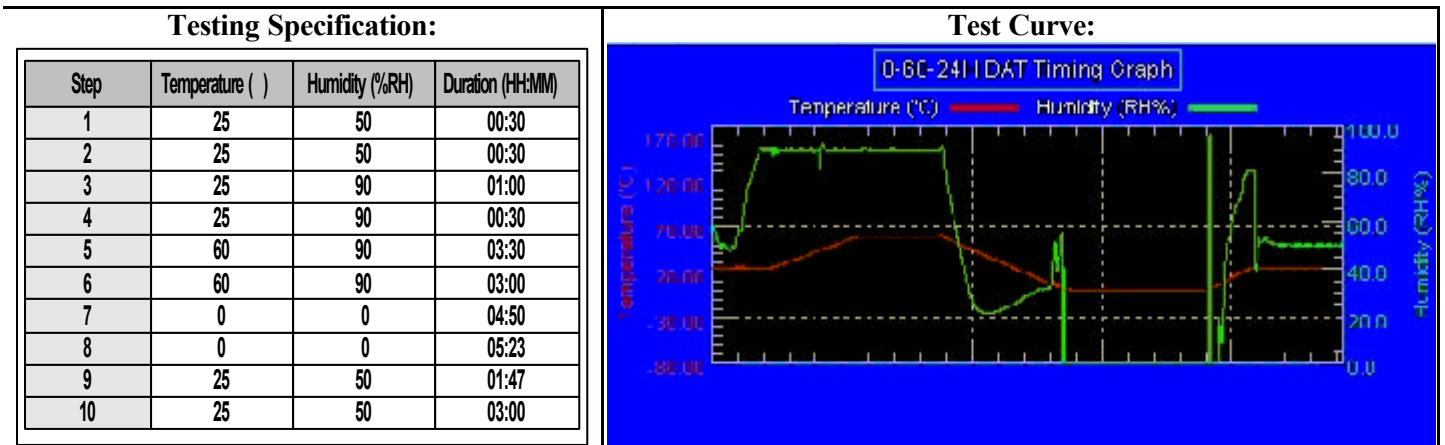 Testing Specification:
Step Temperature ( ) Humidity (%RH) Duration (HH:MM)
1 25 50 00:30
2 25 50 00:30
3 25 90 01:00
4 25 90 00:30
5 60 90 03:30
6 60 90 03:00
7 0 0 04:50
8 0 0 05:23
9 25 50 01:47
10 25 50 03:00
Test Curve:
0-60-24H DAT Timing Graph
Temperature (°C) Humidity (RH%)
170.00
120.00
70.00
20.00
-30.00
-80.00
Temperature (°C)
100.0
80.0
60.0
40.0
20.0
0.0
Humidity (RH%)